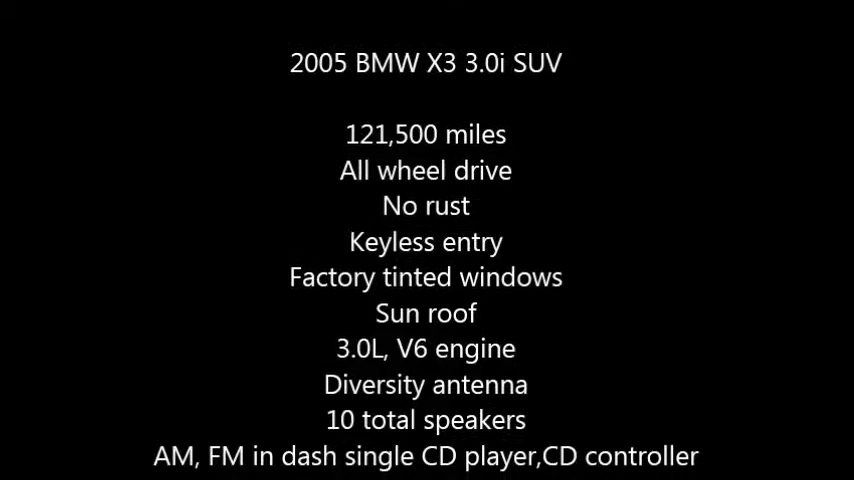 2005 BMW X3 3.0i SUV
121,500 miles
All wheel drive
No rust
Keyless entry
Factory tinted windows
Sun roof
3.0L, V6 engine
Diversity antenna
10 total speakers
AM, FM in dash single CD player,CD controller